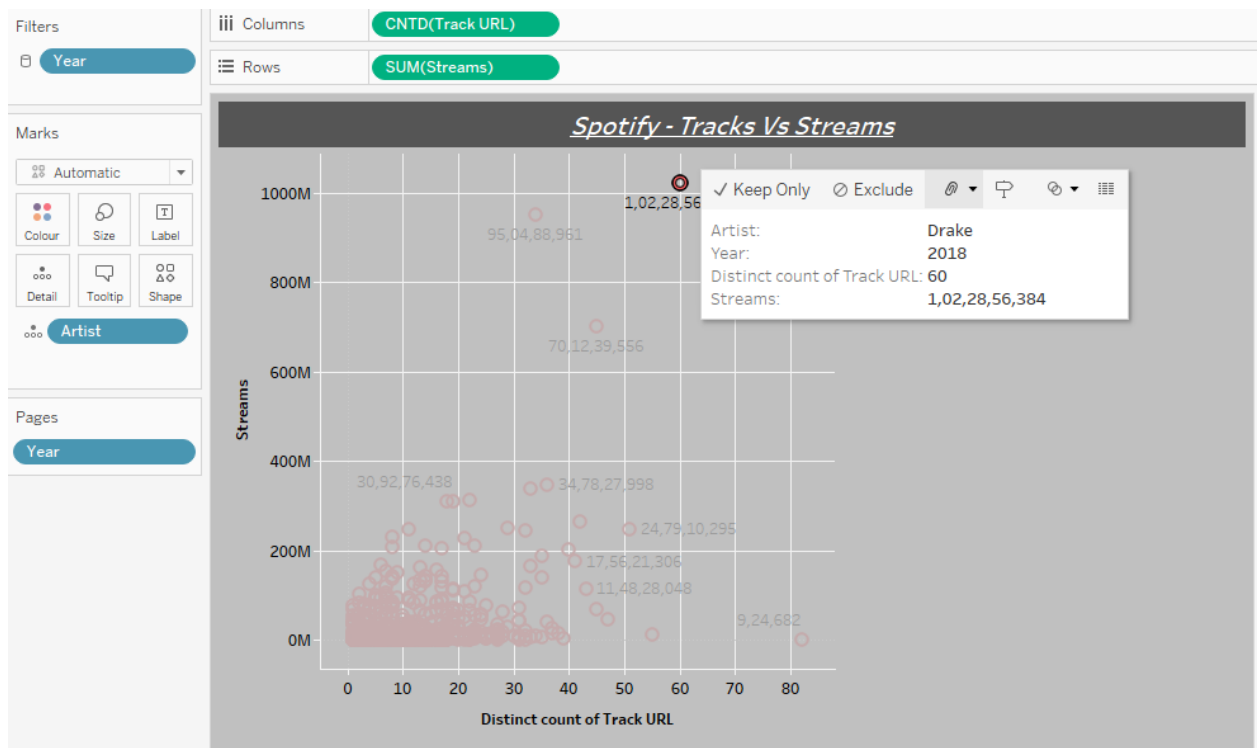 Filters
Year
Columns
CNTD(Track URL)
Rows
SUM(Streams)
Marks
Automatic
Colour
Size
Label
Detail
Tooltip
Shape
Artist
Pages
Year
Spotify - Tracks Vs Streams
1000M
800M
600M
400M
200M
0M
Streams
1,02,28,56
95,04,88,961
70,12,39,556
30,92,76,438
34,78,27,998
24,79,10,295
17,56,21,306
11,48,28,048
9,24,682
Keep Only
Exclude
Artist: Drake
Year: 2018
Distinct count of Track URL: 60
Streams: 1,02,28,56,384
0 10 20 30 40 50 60 70 80
Distinct count of Track URL